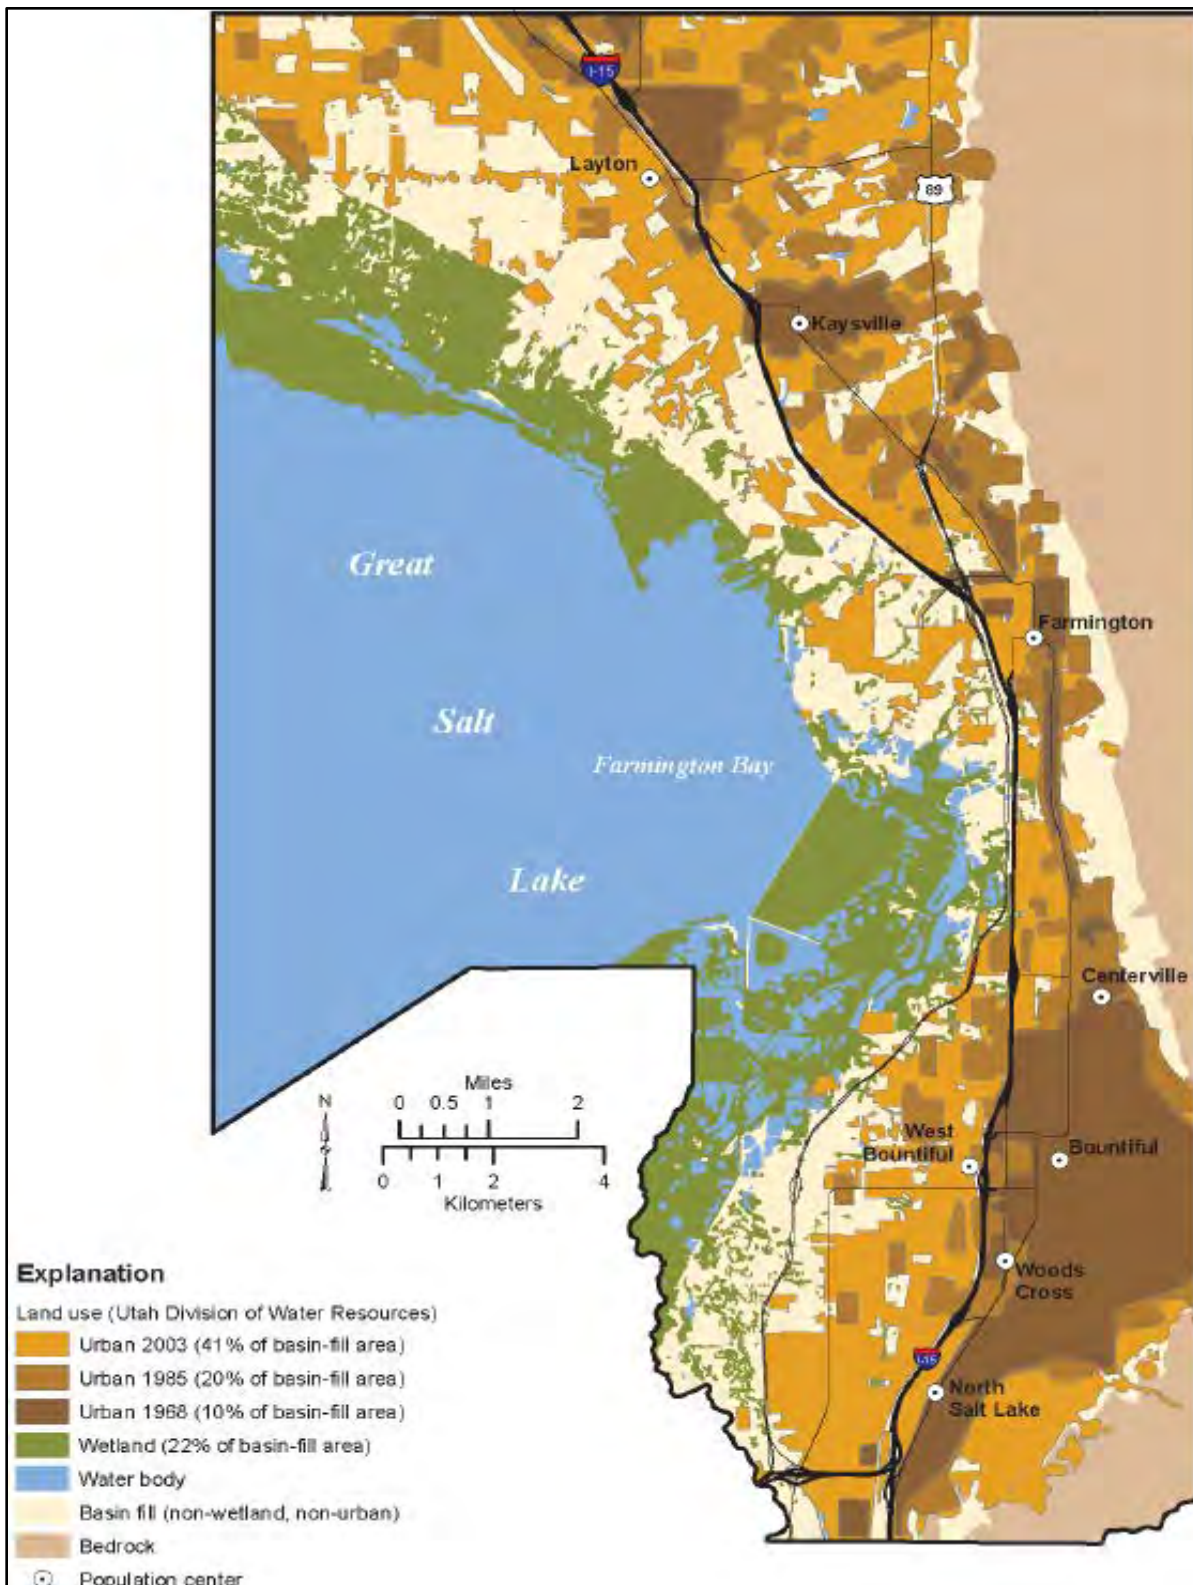 I-15
Layton
89
Kaysville
Great
Farmington
Salt
Farmington Bay
Lake
Centerville
Miles
N
0 0.5 1 2
West
Bountiful
Bountiful
0 1 2 4
Kilometers
Woods
Cross
Explanation
Land use (Utah Division of Water Resources)
Urban 2003 (41% of basin-fill area)
I-15
Urban 1985 (20% of basin-fill area)
North
Salt Lake
Urban 1968 (10% of basin-fill area)
Wetland (22% of basin-fill area)
Water body
Basin fill (non-wetland, non-urban)
Bedrock
Population center